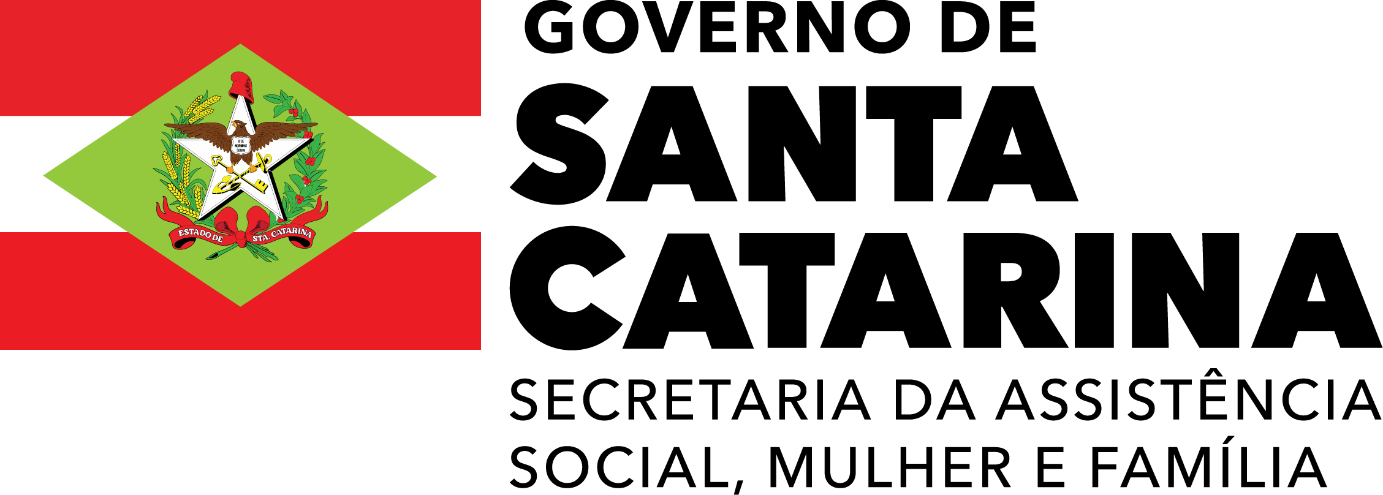 GOVERNO DE
SANTA
CATARINA
SECRETARIA DA ASSISTÊNCIA
SOCIAL, MULHER E FAMÍLIA
ESTADO DE STA CATARINA